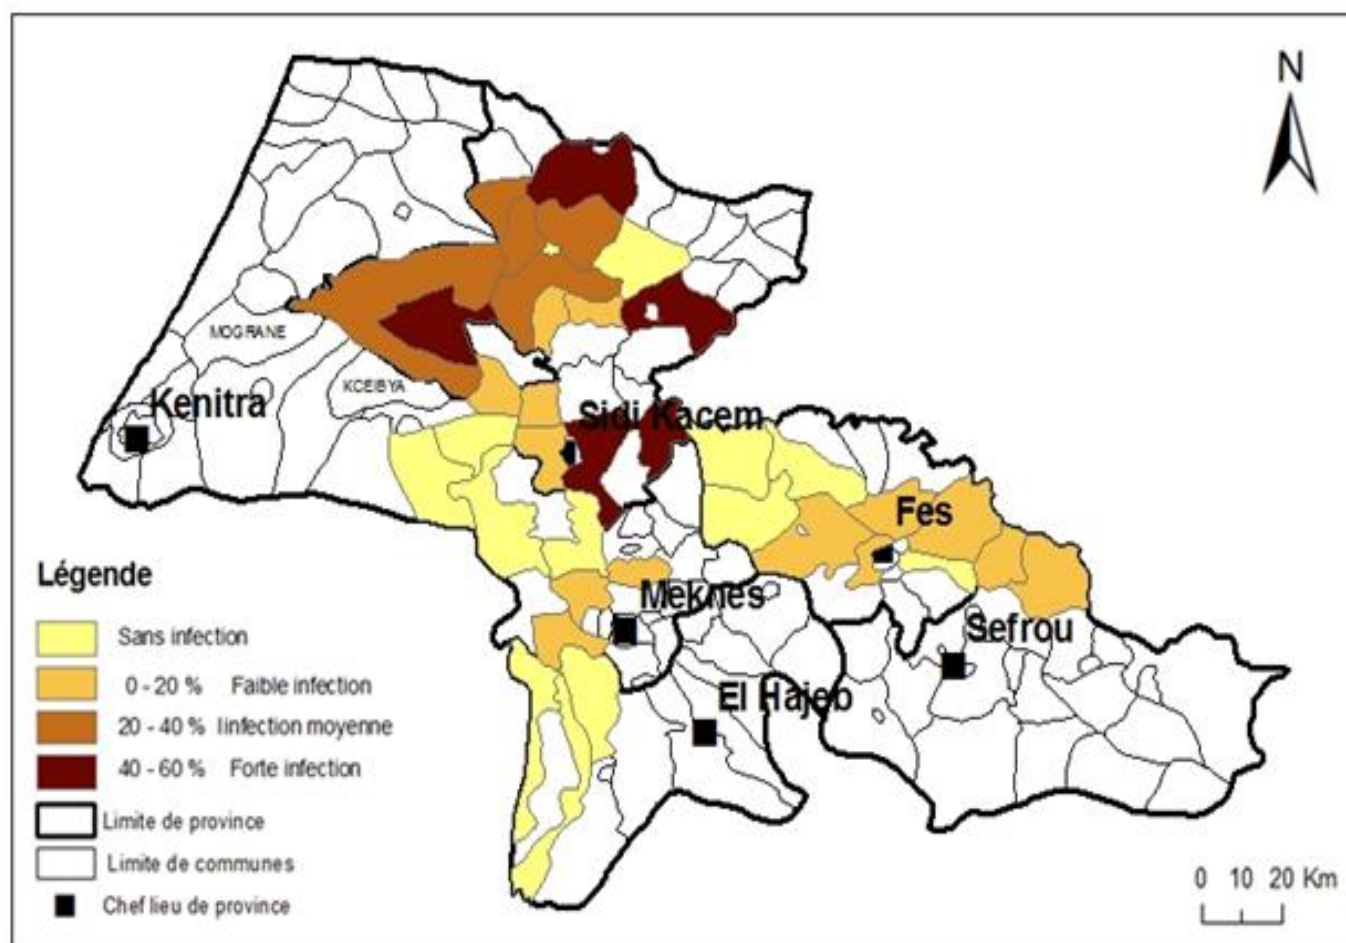 N
MOGRANE
KCEIBYA
Kenitra
Sidi Kacem
Fes
Meknes
Sefrou
El Hajeb
Légende
Sans infection
0 - 20 % Faible infection
20 - 40 % Iinfection moyenne
40 - 60 % Forte infection
Limite de province
Limite de communes
Chef lieu de province
0 10 20 Km